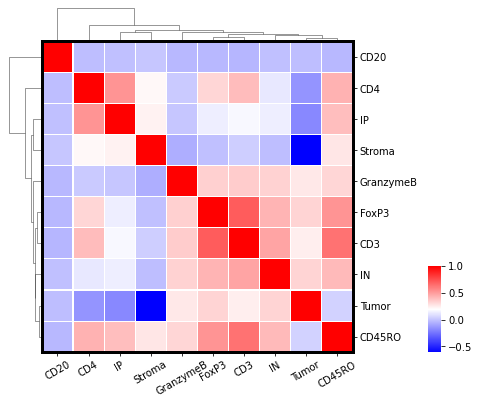 CD20
CD4
IP
Stroma
GranzymeB
FoxP3
CD3
IN
Tumor
CD45RO
1.0
0.5
0.0
−0.5
CD20
CD4
IP
Stroma
GranzymeB
FoxP3
CD3
IN
Tumor
CD45RO